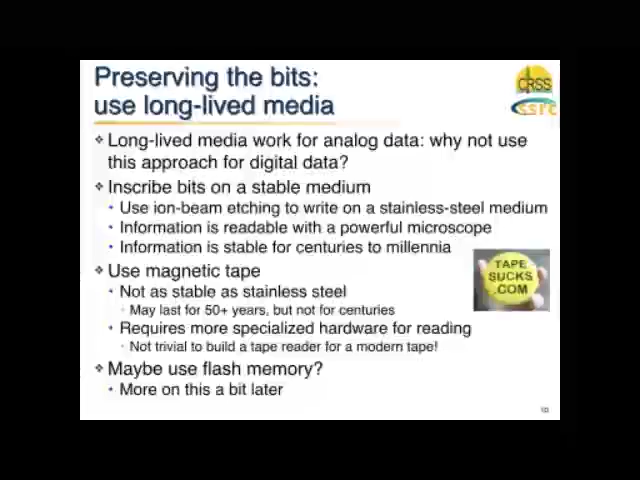 Preserving the bits:
use long-lived media
CRSS
ssrc
Long-lived media work for analog data: why not use
this approach for digital data?
Inscribe bits on a stable medium
Use ion-beam etching to write on a stainless-steel medium
Information is readable with a powerful microscope
Information is stable for centuries to millennia
Use magnetic tape
Not as stable as stainless steel
May last for 50+ years, but not for centuries
Requires more specialized hardware for reading
Not trivial to build a tape reader for a modern tape!
TAPE
SUCKS
.COM
Maybe use flash memory?
More on this a bit later
10